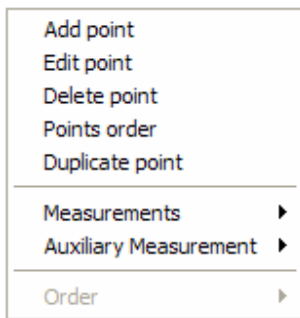 Add point
Edit point
Delete point
Points order
Duplicate point
Measurements
Auxiliary Measurement
Order